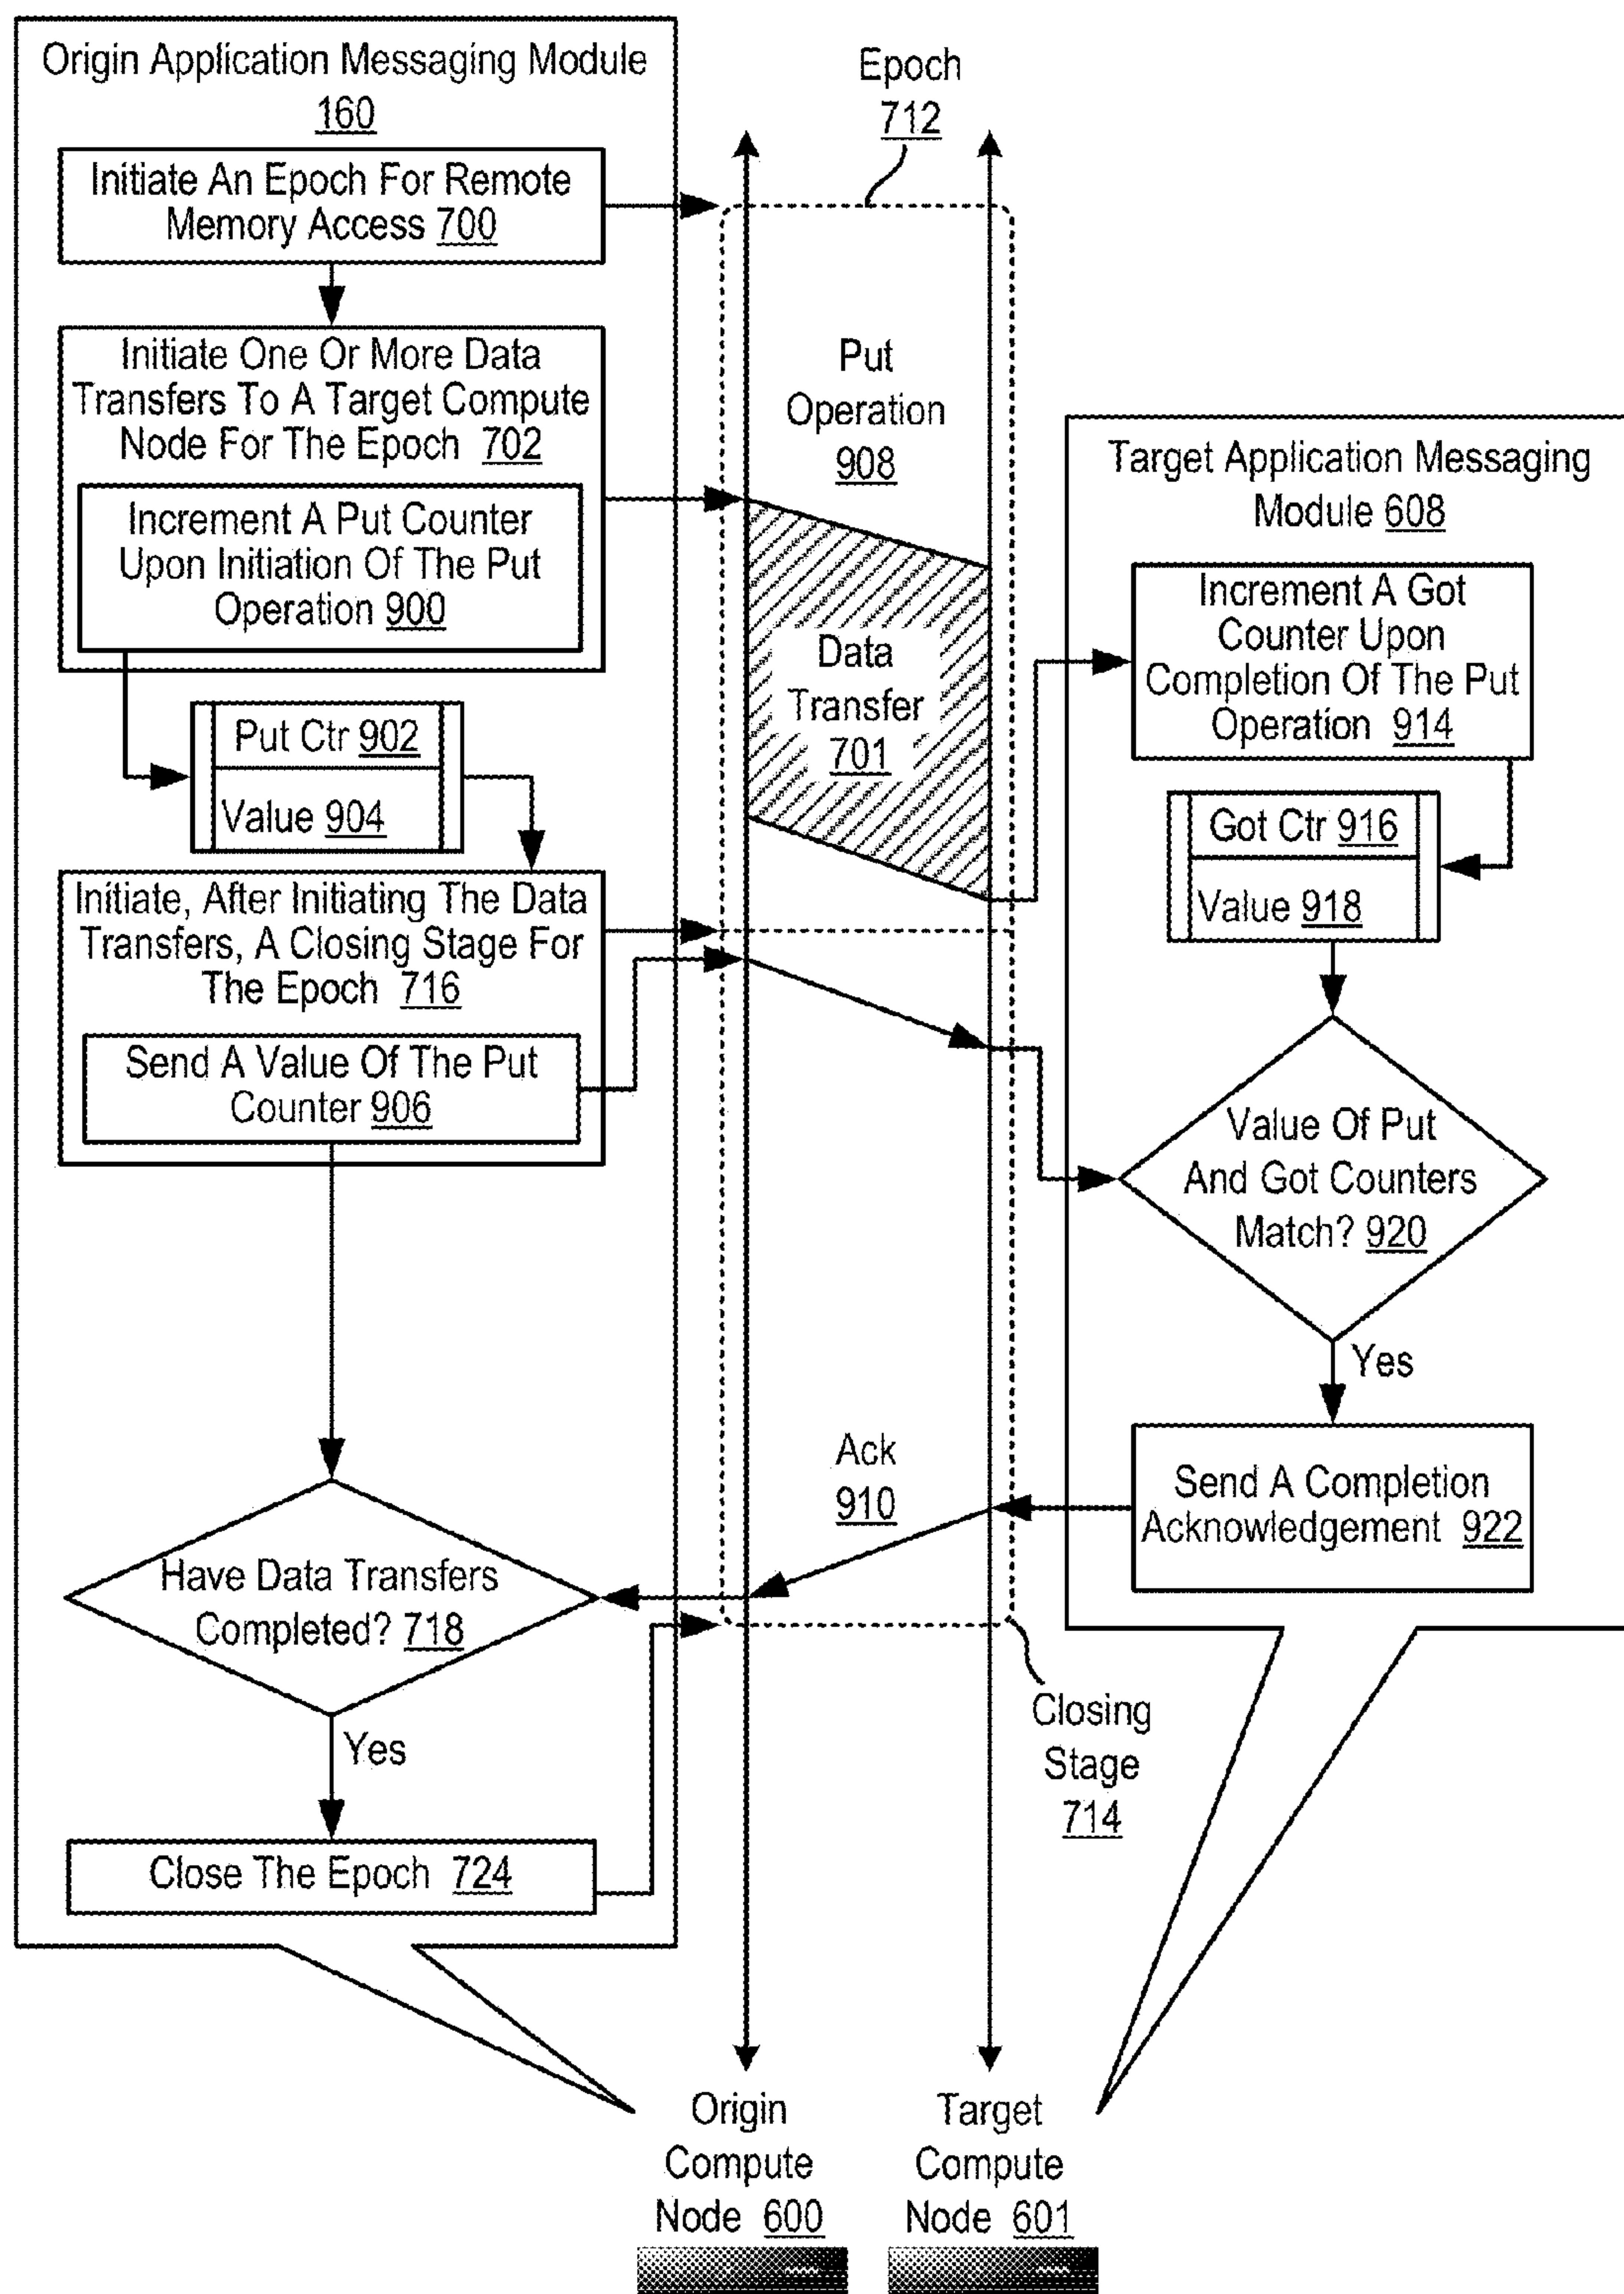 Origin Application Messaging Module
160
Initiate An Epoch For Remote
Memory Access 700
Initiate One Or More Data
Transfers To A Target Compute
Node For The Epoch 702
Increment A Put Counter
Upon Initiation Of The Put
Operation 900
Put Ctr 902
Value 904
Initiate, After Initiating The Data
Transfers, A Closing Stage For
The Epoch 716
Send A Value Of The Put
Counter 906
Have Data Transfers
Completed? 718
Yes
Close The Epoch 724
Epoch
712
Put
Operation
908
Data
Transfer
701
Ack
910
Closing
Stage
714
Target Application Messaging
Module 608
Increment A Got
Counter Upon
Completion Of The Put
Operation 914
Got Ctr 916
Value 918
Value Of Put
And Got Counters
Match? 920
Yes
Send A Completion
Acknowledgement 922
Origin
Compute
Node 600
Target
Compute
Node 601